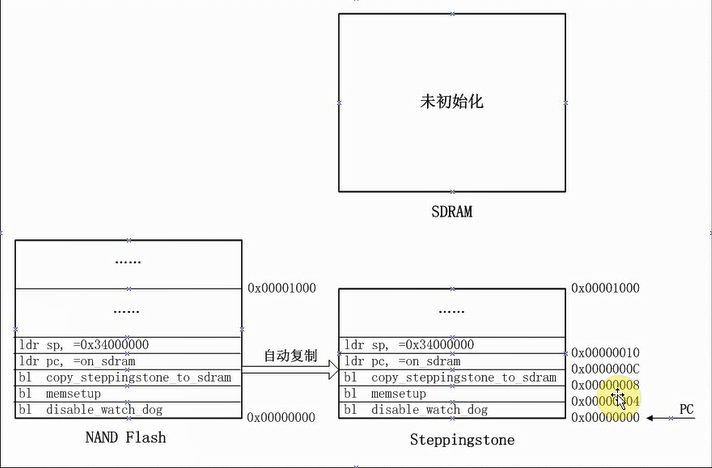 未初始化
SDRAM
……
0x00001000
……
ldr sp, =0x34000000
ldr pc, =on_sdram
bl copy_steppingstone_to_sdram
bl memsetup
bl disable_watch_dog
0x00000000
NAND Flash
自动复制
0x00001000
……
ldr sp, =0x34000000
ldr pc, =on_sdram
bl copy_steppingstone_to_sdram
bl memsetup
bl disable_watch_dog
0x00000010
0x0000000C
0x00000008
0x00000004
0x00000000
PC
Steppingstone